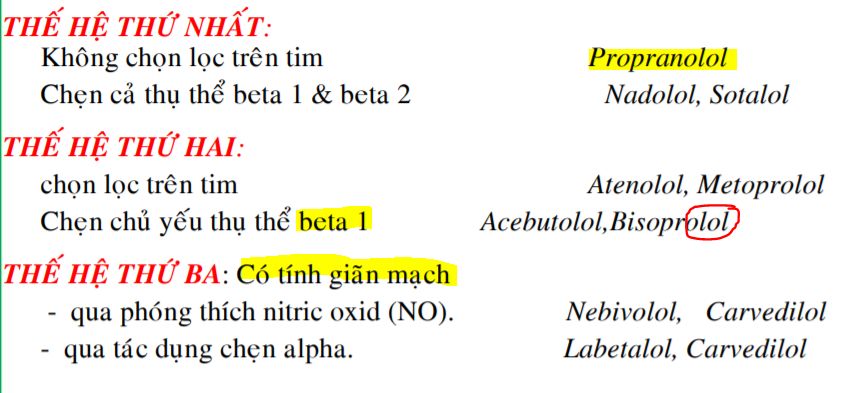 THẾ HỆ THỨ NHẤT:
Không chọn lọc trên tim Propranolol
Chẹn cả thụ thể beta 1 & beta 2 Nadolol, Sotalol
THẾ HỆ THỨ HAI:
chọn lọc trên tim Atenolol, Metoprolol
Chẹn chủ yếu thụ thể beta 1 Acebutolol,Bisoprolol
THẾ HỆ THỨ BA: Có tính giãn mạch
- qua phóng thích nitric oxid (NO). Nebivolol, Carvedilol
- qua tác dụng chẹn alpha. Labetalol, Carvedilol